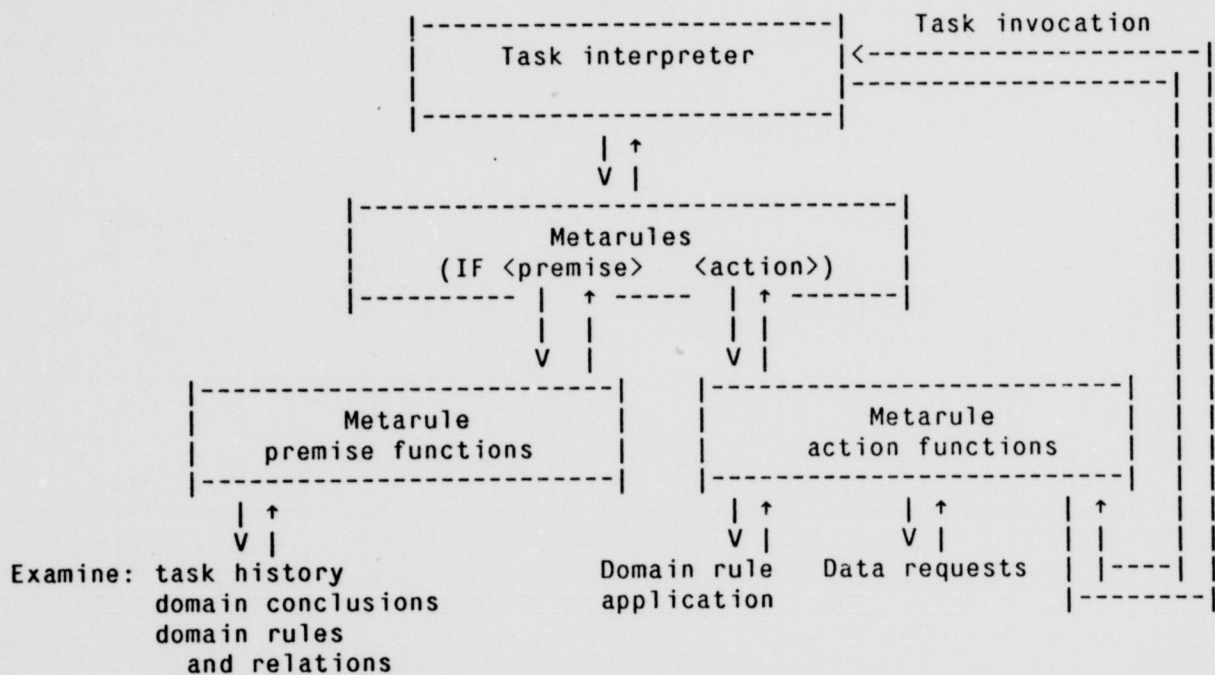 Task invocation
Task interpreter
Metarules
(IF <premise> <action>)
Metarule
premise functions
Metarule
action functions
Examine: task history
domain conclusions
domain rules
and relations
Domain rule
application
Data requests